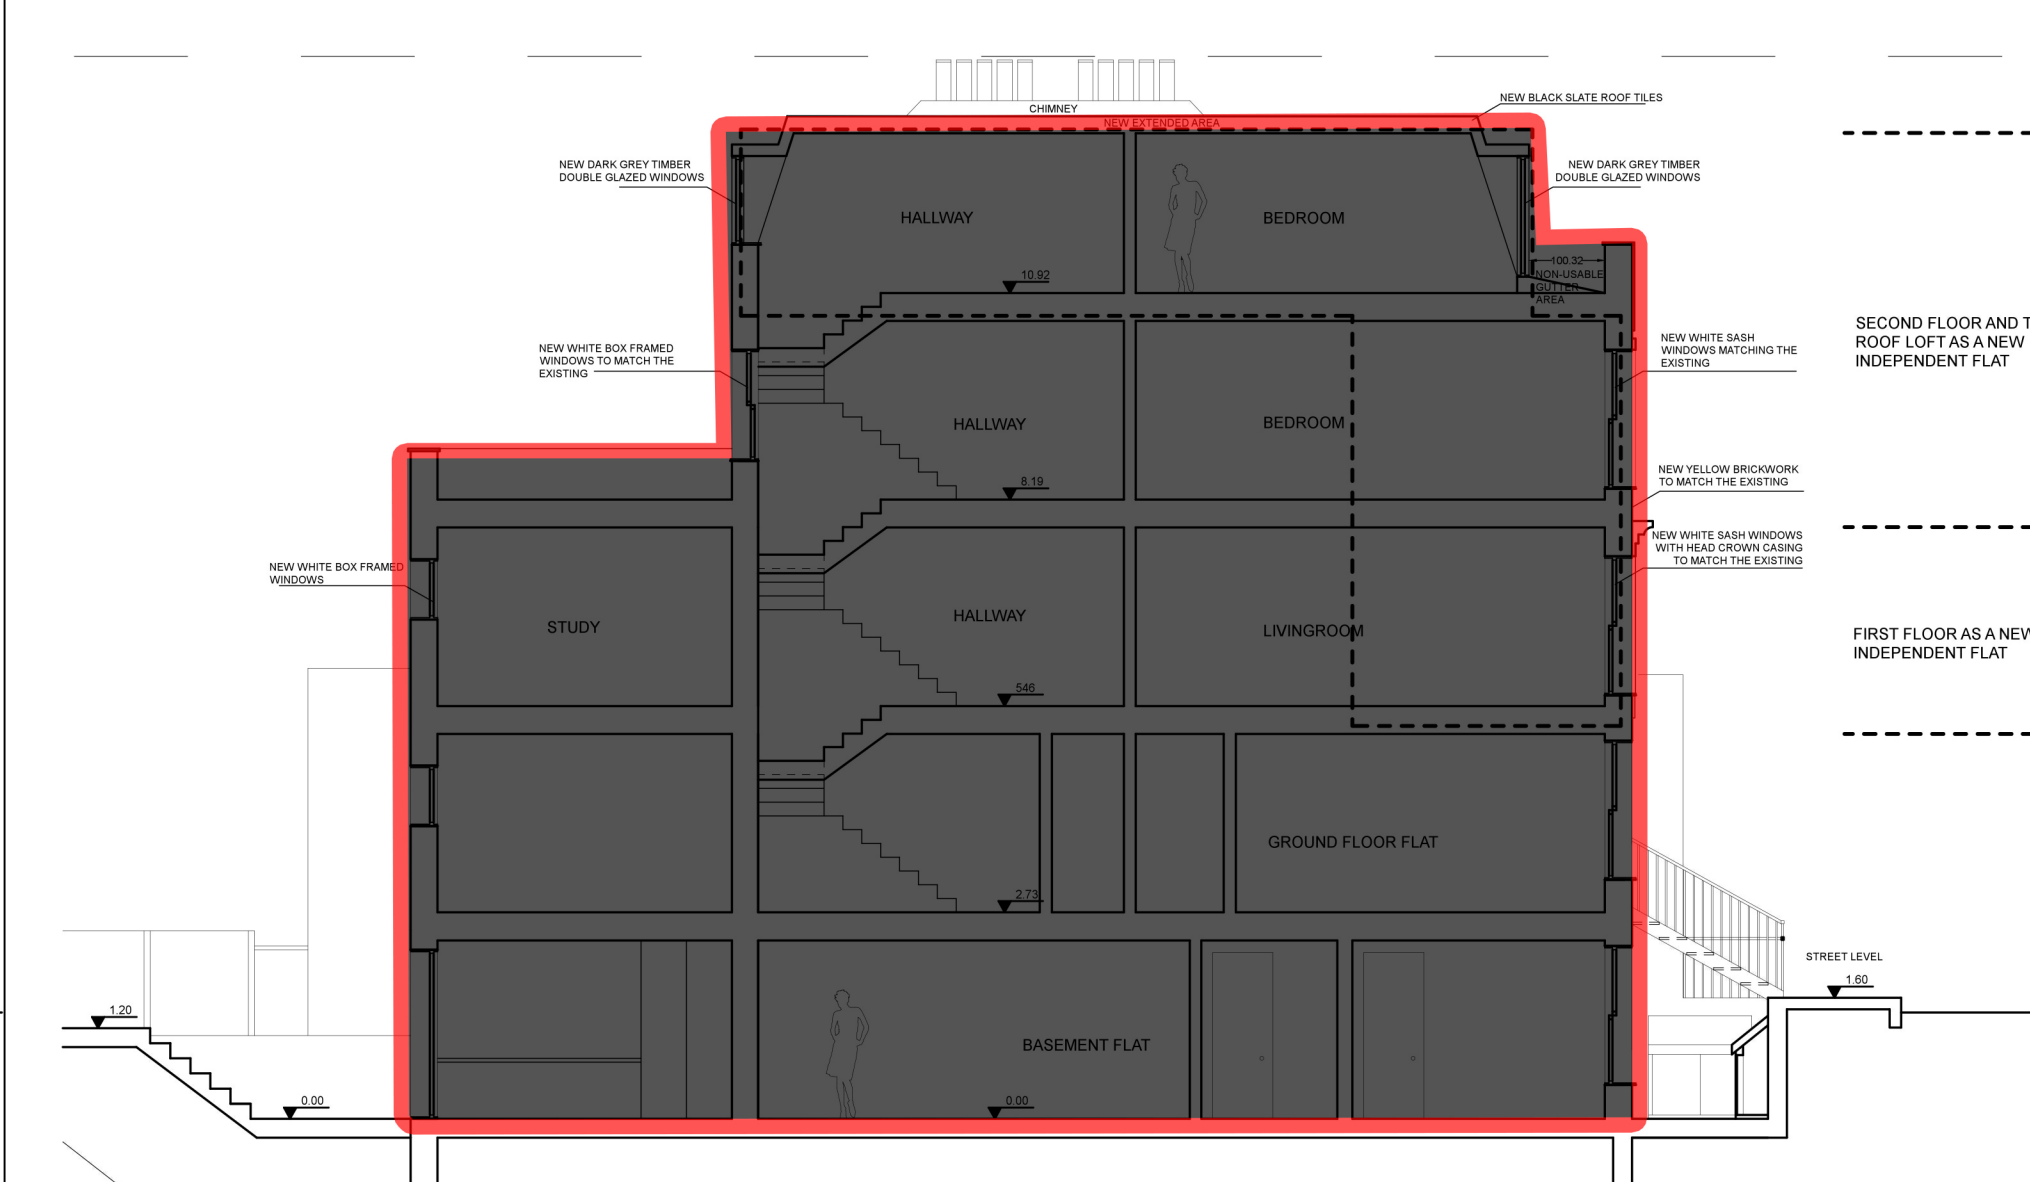 CHIMNEY
NEW BLACK SLATE ROOF TILES
NEW EXTENDED AREA
NEW DARK GREY TIMBER
DOUBLE GLAZED WINDOWS
NEW DARK GREY TIMBER
DOUBLE GLAZED WINDOWS
HALLWAY
BEDROOM
10.92
100.32
NON-USABLE
GUTTER
AREA
SECOND FLOOR AND T
ROOF LOFT AS A NEW
INDEPENDENT FLAT
NEW WHITE BOX FRAMED
WINDOWS TO MATCH THE
EXISTING
NEW WHITE SASH
WINDOWS MATCHING THE
EXISTING
HALLWAY
BEDROOM
8.19
NEW YELLOW BRICKWORK
TO MATCH THE EXISTING
NEW WHITE SASH WINDOWS
WITH HEAD CROWN CASING
TO MATCH THE EXISTING
NEW WHITE BOX FRAMED
WINDOWS
STUDY
HALLWAY
LIVINGROOM
FIRST FLOOR AS A NEW
INDEPENDENT FLAT
546
GROUND FLOOR FLAT
2.73
STREET LEVEL
1.60
1.20
BASEMENT FLAT
0.00
0.00